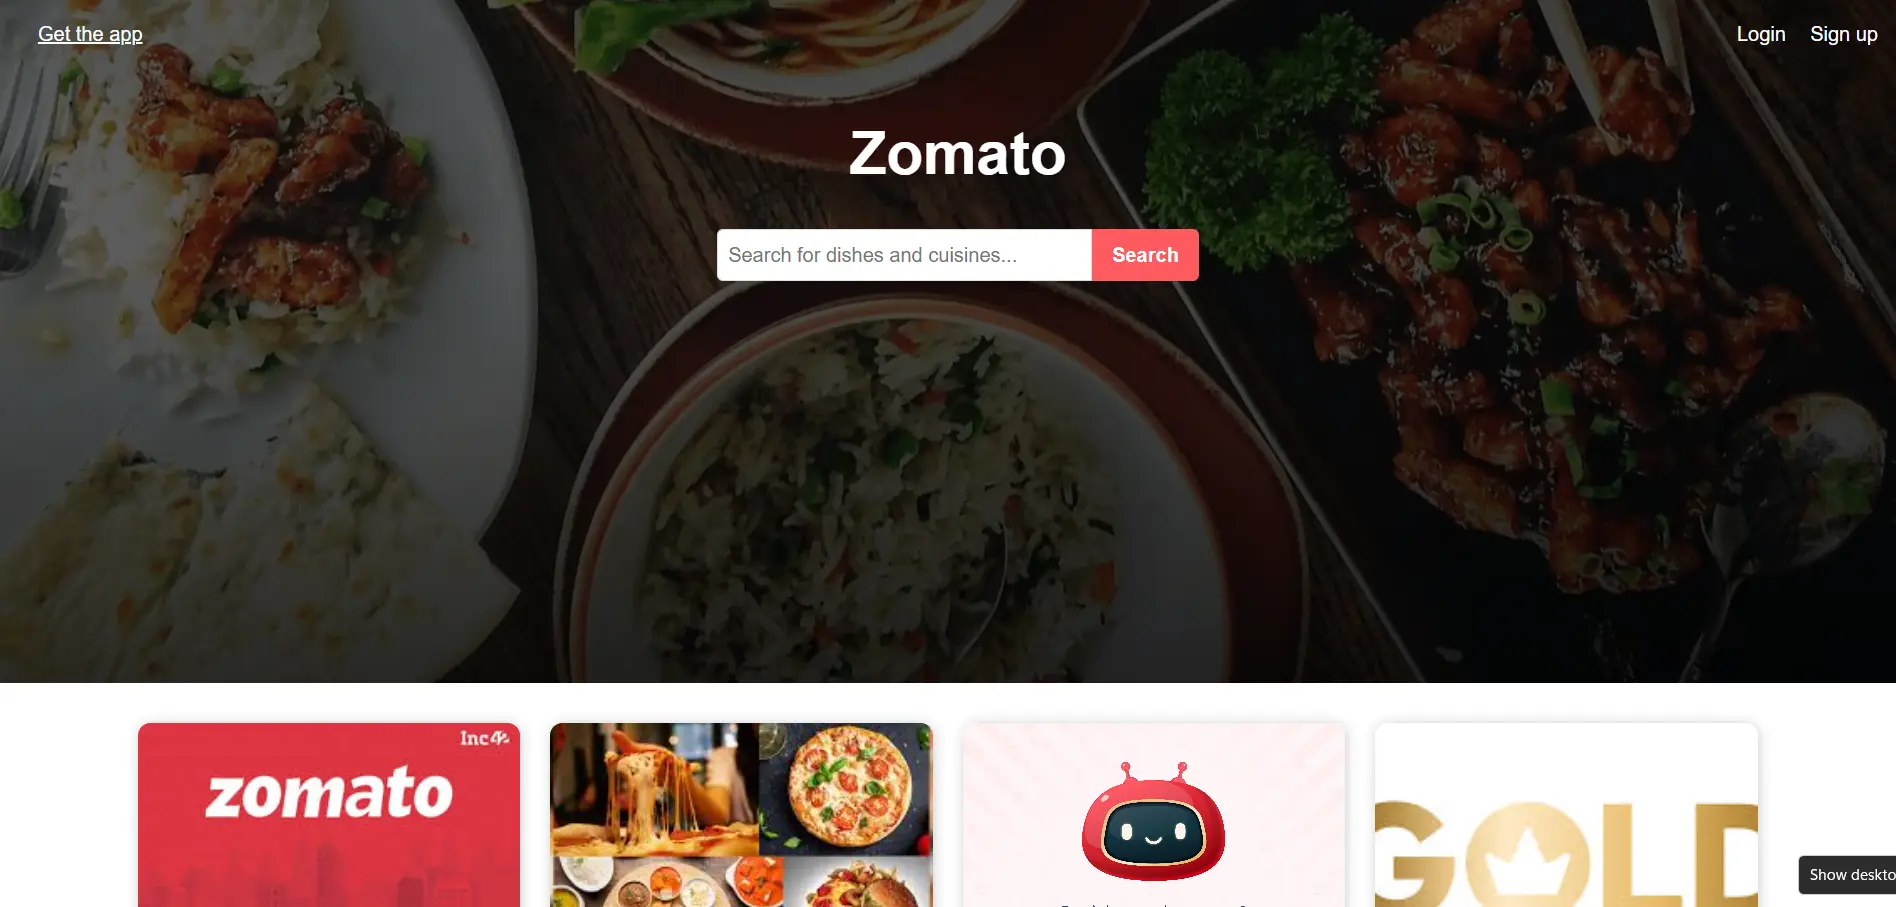 Get the app
Login
Sign up
Zomato
Search for dishes and cuisines...
Search
Inc42
zomato
GOLD
Show deskto